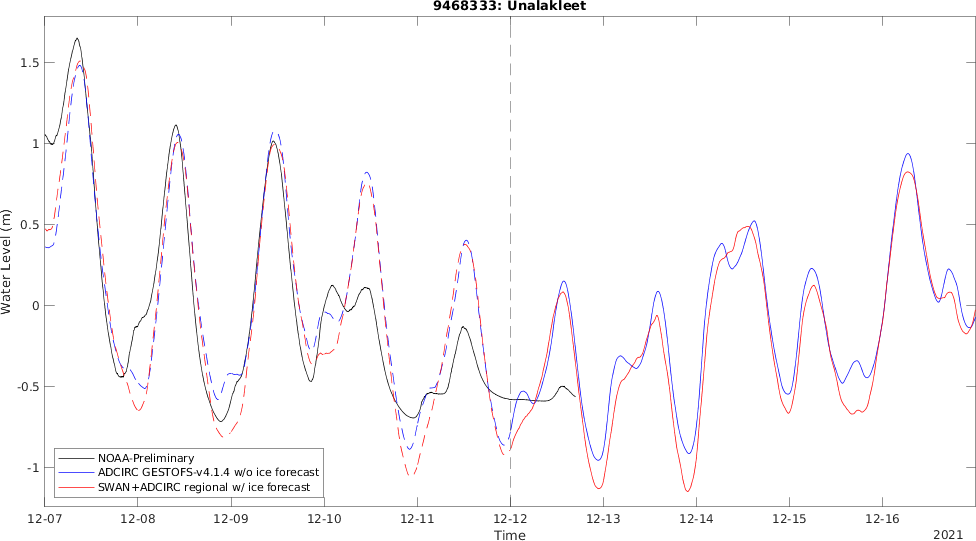 9468333: Unalakleet
1.5
1
0.5
0
-0.5
-1
Water Level (m)
NOAA-Preliminary
ADCIRC GESTOFS-v4.1.4 w/o ice forecast
SWAN+ADCIRC regional w/ ice forecast
12-07 12-08 12-09 12-10 12-11 12-12 12-13 12-14 12-15 12-16
Time
2021